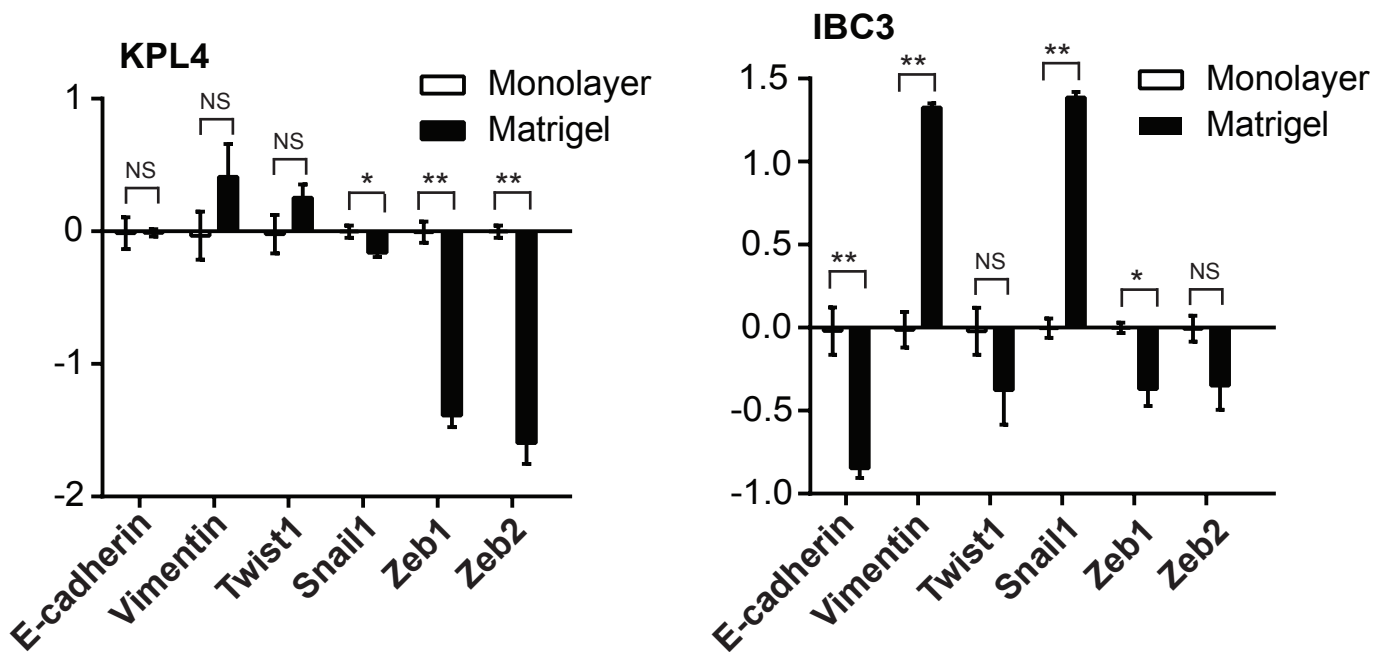 KPL4
Monolayer
Matrigel
1
0
-1
-2
NS
NS
NS
*
**
**
E-cadherin
Vimentin
Twist1
Snail1
Zeb1
Zeb2
IBC3
Monolayer
Matrigel
1.5
1.0
0.5
0.0
-0.5
-1.0
**
**
NS
**
*
NS
E-cadherin
Vimentin
Twist1
Snail1
Zeb1
Zeb2